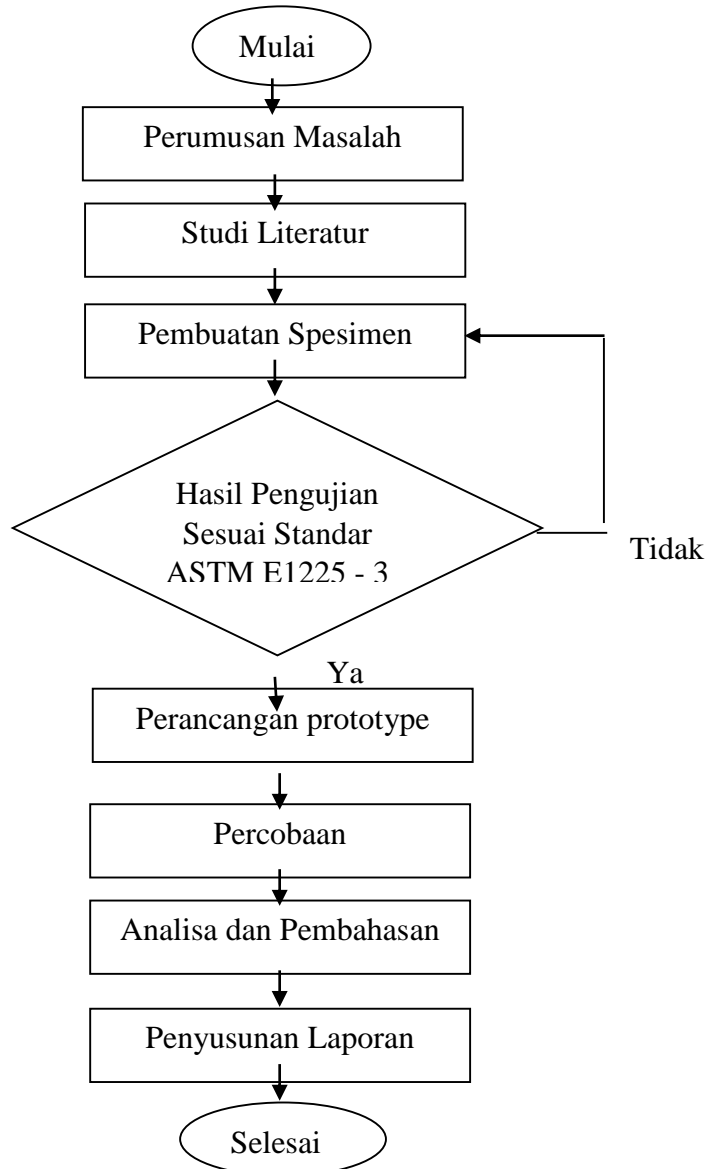 Mulai
Perumusan Masalah
Studi Literatur
Pembuatan Spesimen
Hasil Pengujian
Sesuai Standar
ASTM E1225 - 3
Tidak
Ya
Perancangan prototype
Percobaan
Analisa dan Pembahasan
Penyusunan Laporan
Selesai